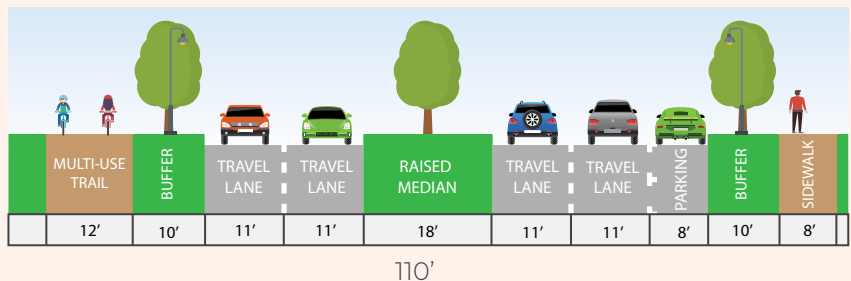 MULTI-USE
TRAIL
BUFFER
TRAVEL
LANE
TRAVEL
LANE
RAISED
MEDIAN
TRAVEL
LANE
TRAVEL
LANE
PARKING
BUFFER
SIDEWALK
12’ 10’ 11’ 11’ 18’ 11’ 11’ 8’ 10’ 8’
110’